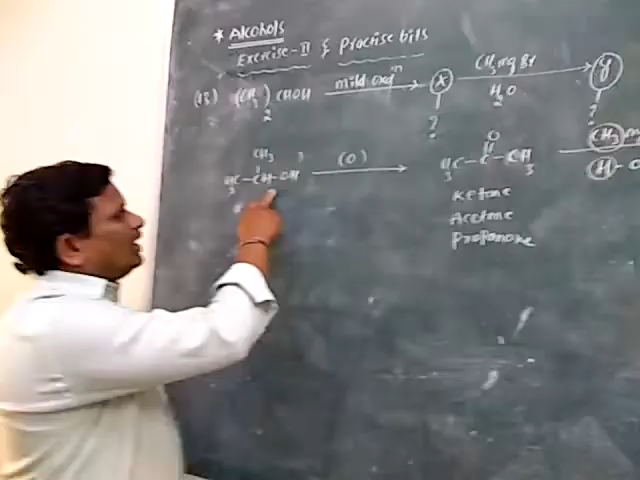 * Alcohols
Exercise-II & Practise bits
(13) (CH3)2 CHOH mild oxdn → X CH3MgBr / H2O → Y
? ?
CH3 O
H3C-CH-OH (O) → H3C-C-CH3 CH3 M
H-O
Ketone
Acetone
Propanone